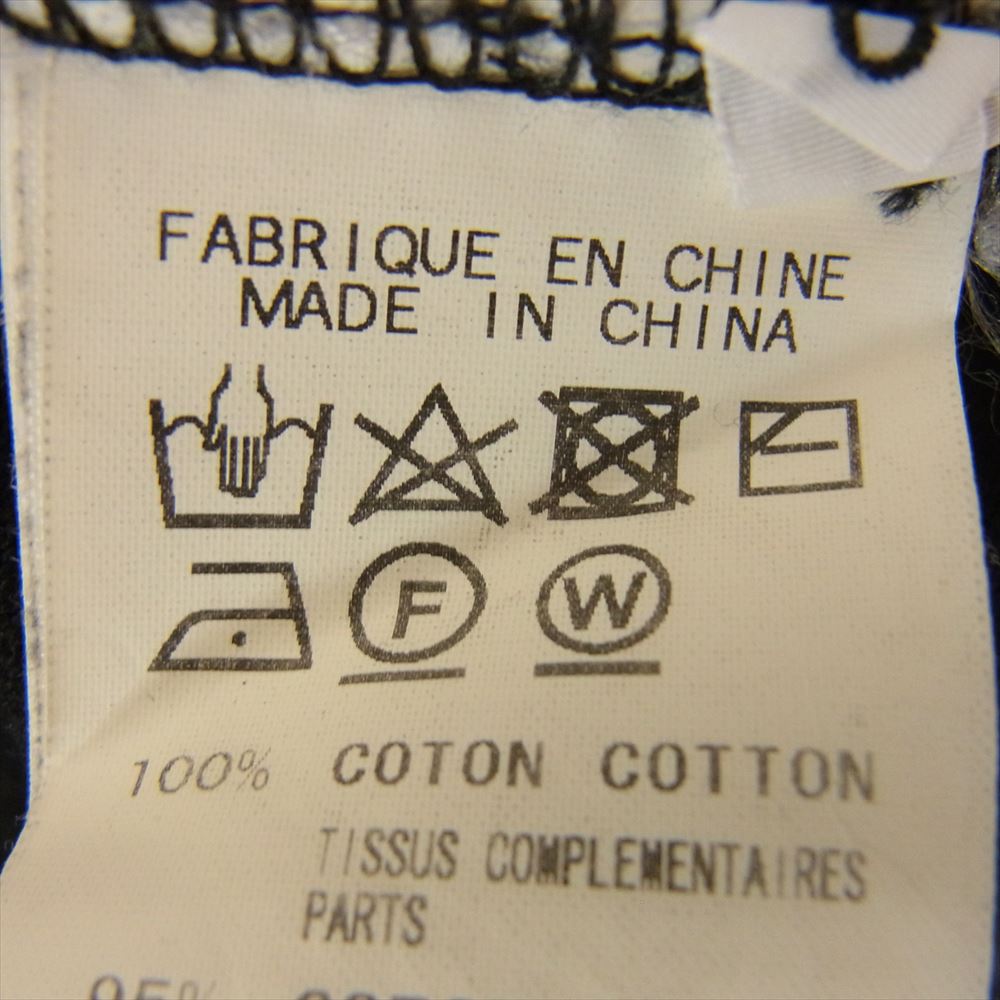 FABRIQUE EN CHINE
MADE IN CHINA
F W
100% COTON COTTON
TISSUS COMPLEMENTAIRES
PARTS